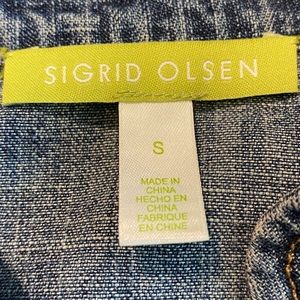 SIGRID OLSEN
S
MADE IN
CHINA
HECHO EN
CHINA
FABRIQUE
EN CHINE